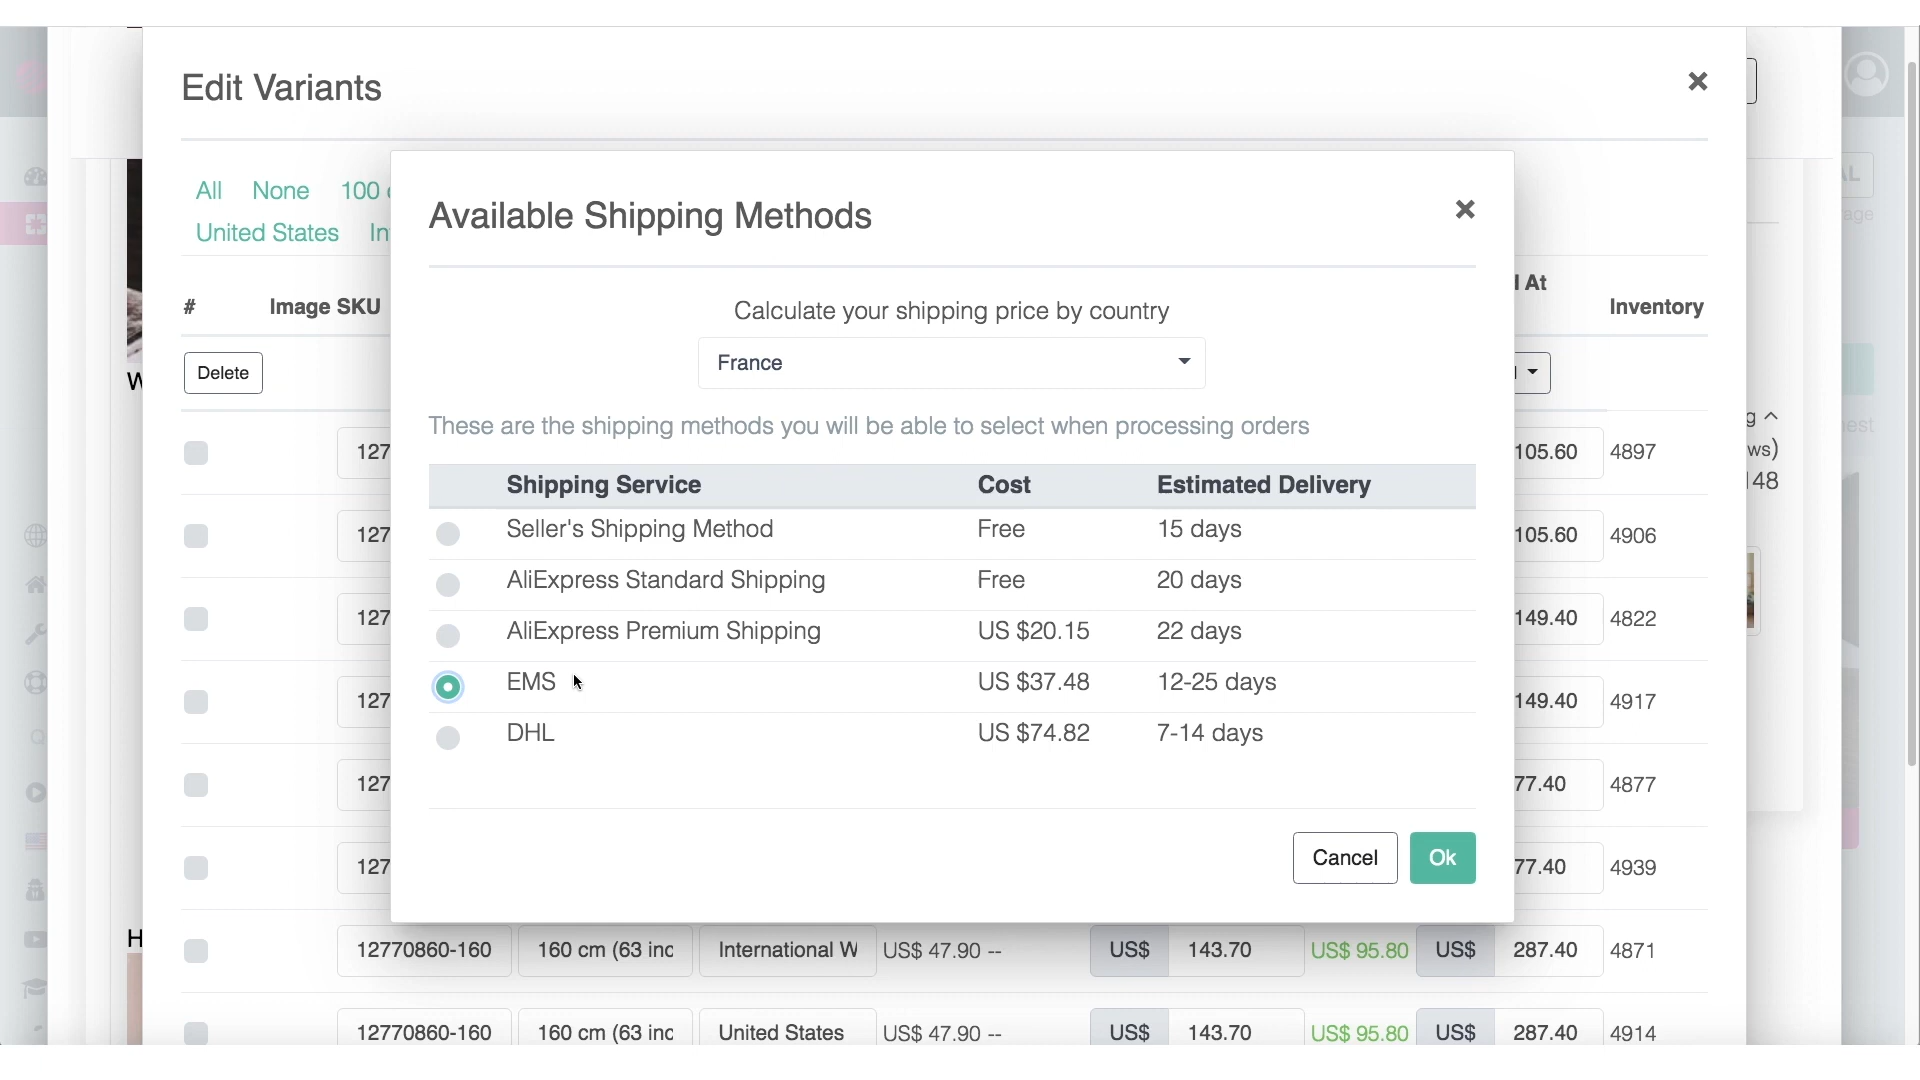 Edit Variants
All None 100
United States In
# Image SKU
Delete
Available Shipping Methods
Calculate your shipping price by country
France
These are the shipping methods you will be able to select when processing orders
Shipping Service Cost Estimated Delivery
Seller's Shipping Method Free 15 days
AliExpress Standard Shipping Free 20 days
AliExpress Premium Shipping US $20.15 22 days
EMS US $37.48 12-25 days
DHL US $74.82 7-14 days
Cancel Ok
At
Inventory
127 105.60 4897
127 105.60 4906
127 149.40 4822
127 149.40 4917
127 77.40 4877
127 77.40 4939
12770860-160 160 cm (63 inc International W US$ 47.90 -- US$ 143.70 US$ 95.80 US$ 287.40 4871
12770860-160 160 cm (63 inc United States US$ 47.90 -- US$ 143.70 US$ 95.80 US$ 287.40 4914
W
H
g
ws)
148
AL
age
est